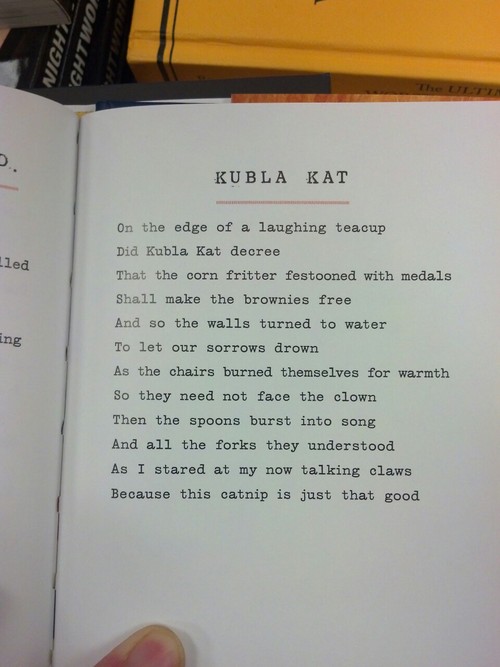 NIGHT
NIGHTWOR
The ULTI
KUBLA KAT
On the edge of a laughing teacup
Did Kubla Kat decree
That the corn fritter festooned with medals
Shall make the brownies free
And so the walls turned to water
To let our sorrows drown
As the chairs burned themselves for warmth
So they need not face the clown
Then the spoons burst into song
And all the forks they understood
As I stared at my now talking claws
Because this catnip is just that good
lled
ing